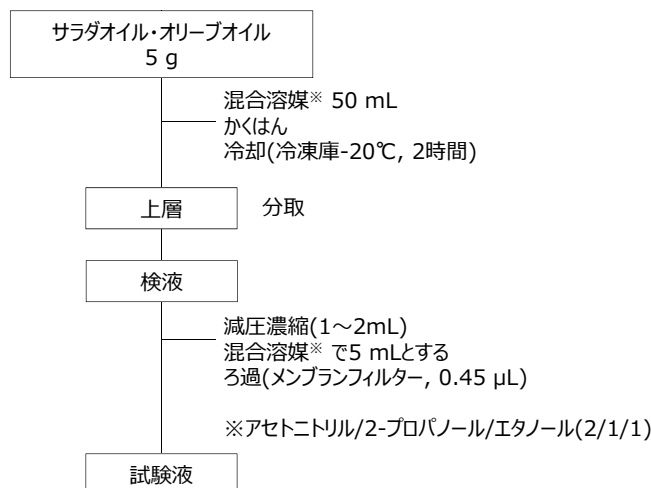 サラダオイル・オリーブオイル
5 g
混合溶媒※ 50 mL
かくはん
冷却(冷凍庫-20℃, 2時間)
上層 分取
検液
減圧濃縮(1～2mL)
混合溶媒※ で5 mLとする
ろ過(メンブランフィルター, 0.45 µL)
※アセトニトリル/2-プロパノール/エタノール(2/1/1)
試験液